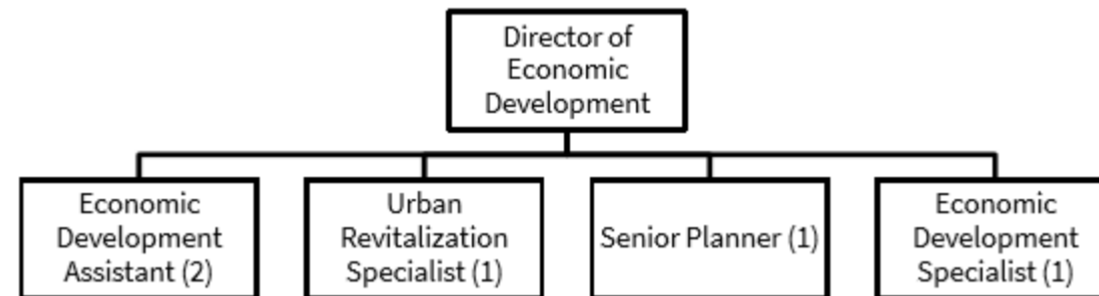 Director of
Economic
Development
Economic
Development
Assistant (2)
Urban
Revitalization
Specialist (1)
Senior Planner (1)
Economic
Development
Specialist (1)